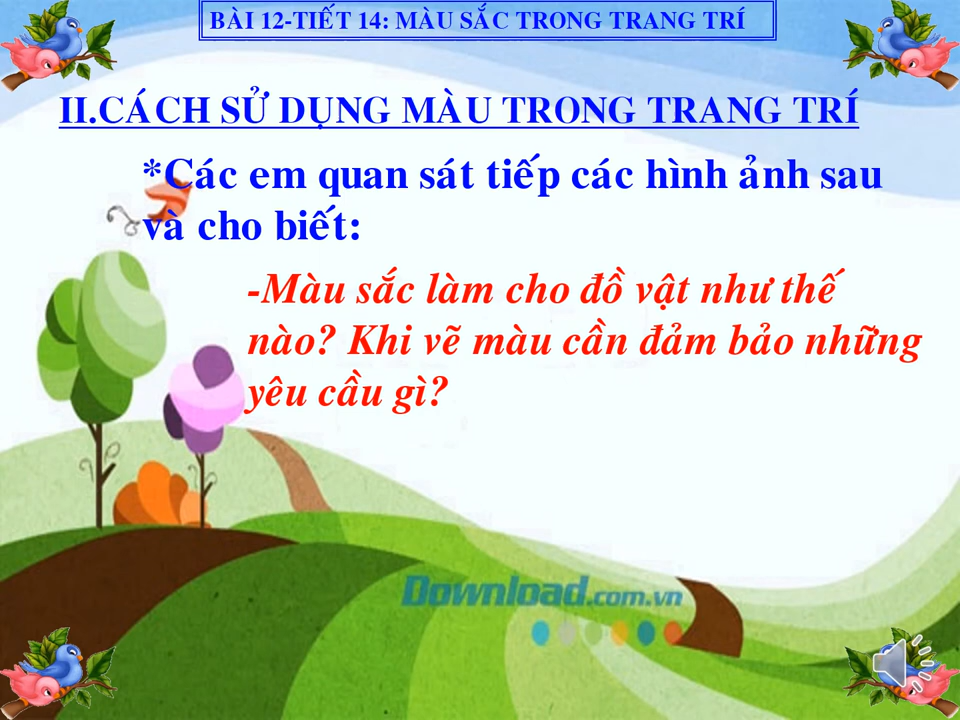 BÀI 12-TIẾT 14: MÀU SẮC TRONG TRANG TRÍ
II.CÁCH SỬ DỤNG MÀU TRONG TRANG TRÍ
*Các em quan sát tiếp các hình ảnh sau
và cho biết:
-Màu sắc làm cho đồ vật như thế
nào? Khi vẽ màu cần đảm bảo những
yêu cầu gì?
Download.com.vn